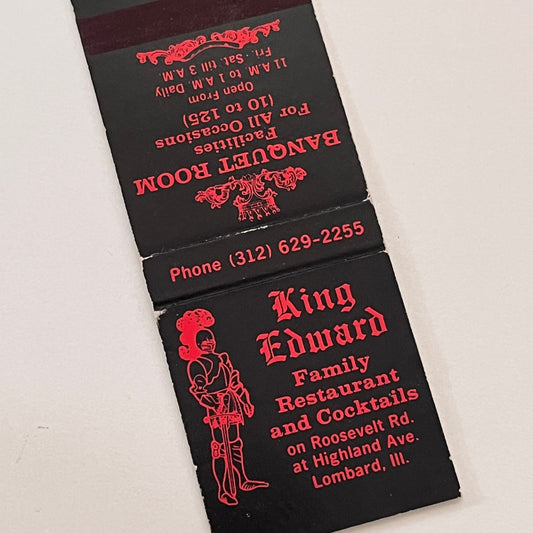 King
Edward
Family
Restaurant
and Cocktails
on Roosevelt Rd.
at Highland Ave.
Lombard, Ill.
Phone (312) 629-2255
BANQUET ROOM
Facilities
For All Occasions
(10 to 125)
Open From
11 A.M. to 1 A.M. Daily
Fri. Sat. till 3 A.M.